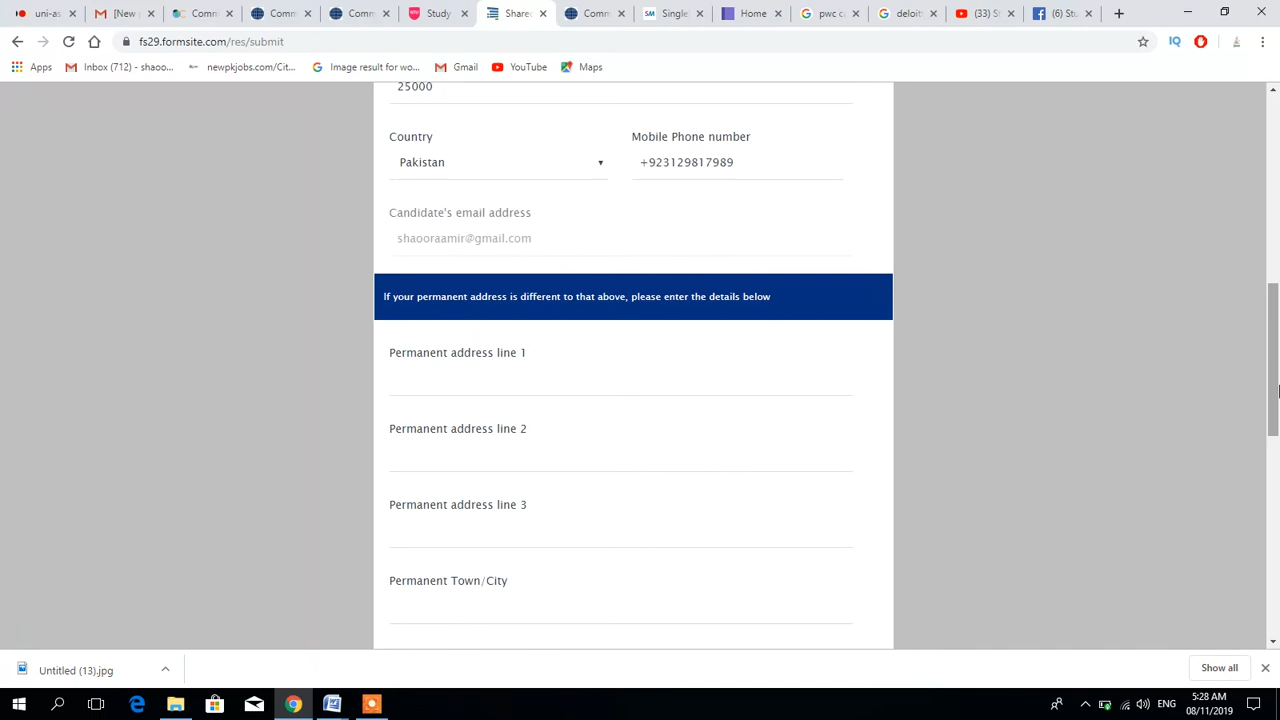 uni-as
[New
Comm
Comm
Comm
Study
Shared
Comm
Single
Home
pwc c
deloit
(33) S
(6) St
fs29.formsite.com/res/submit
Apps
Inbox (712) - shaoo...
newpkjobs.com/Cit...
Image result for wo...
Gmail
YouTube
Maps
25000
Country
Mobile Phone number
Pakistan
+923129817989
Candidate's email address
shaooraamir@gmail.com
If your permanent address is different to that above, please enter the details below
Permanent address line 1
Permanent address line 2
Permanent address line 3
Permanent Town/City
Untitled (13).jpg
Show all
ENG
5:28 AM
08/11/2019